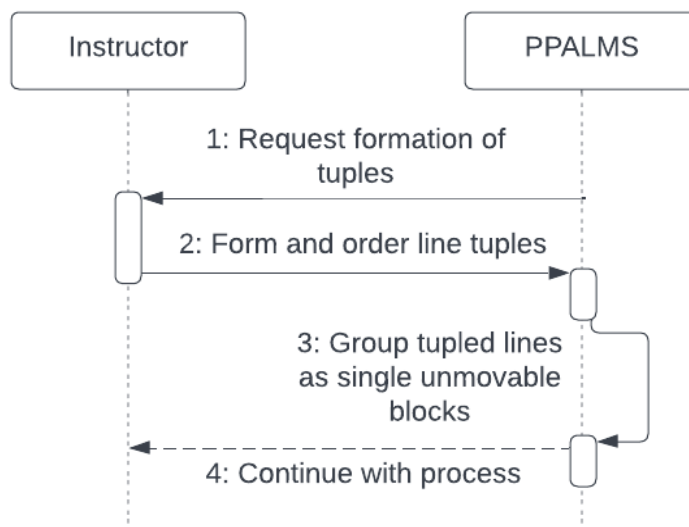 Instructor
PPALMS
1: Request formation of
tuples
2: Form and order line tuples
3: Group tupled lines
as single unmovable
blocks
4: Continue with process